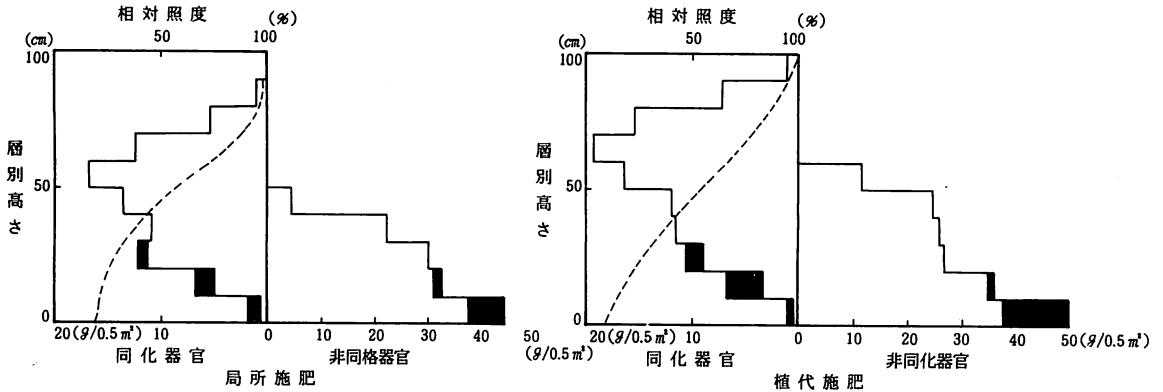 相対照度
(cm) 50 100 (%)
100
層別高さ
50
0
20(g/0.5㎡) 10 0 10 20 30 40 50
(g/0.5㎡)
同化器官 非同格器官
局所施肥
相対照度
(cm) 50 100 (%)
100
層別高さ
50
0
20(g/0.5㎡) 10 0 10 20 30 40 50 (g/0.5㎡)
同化器官 非同化器官
植代施肥